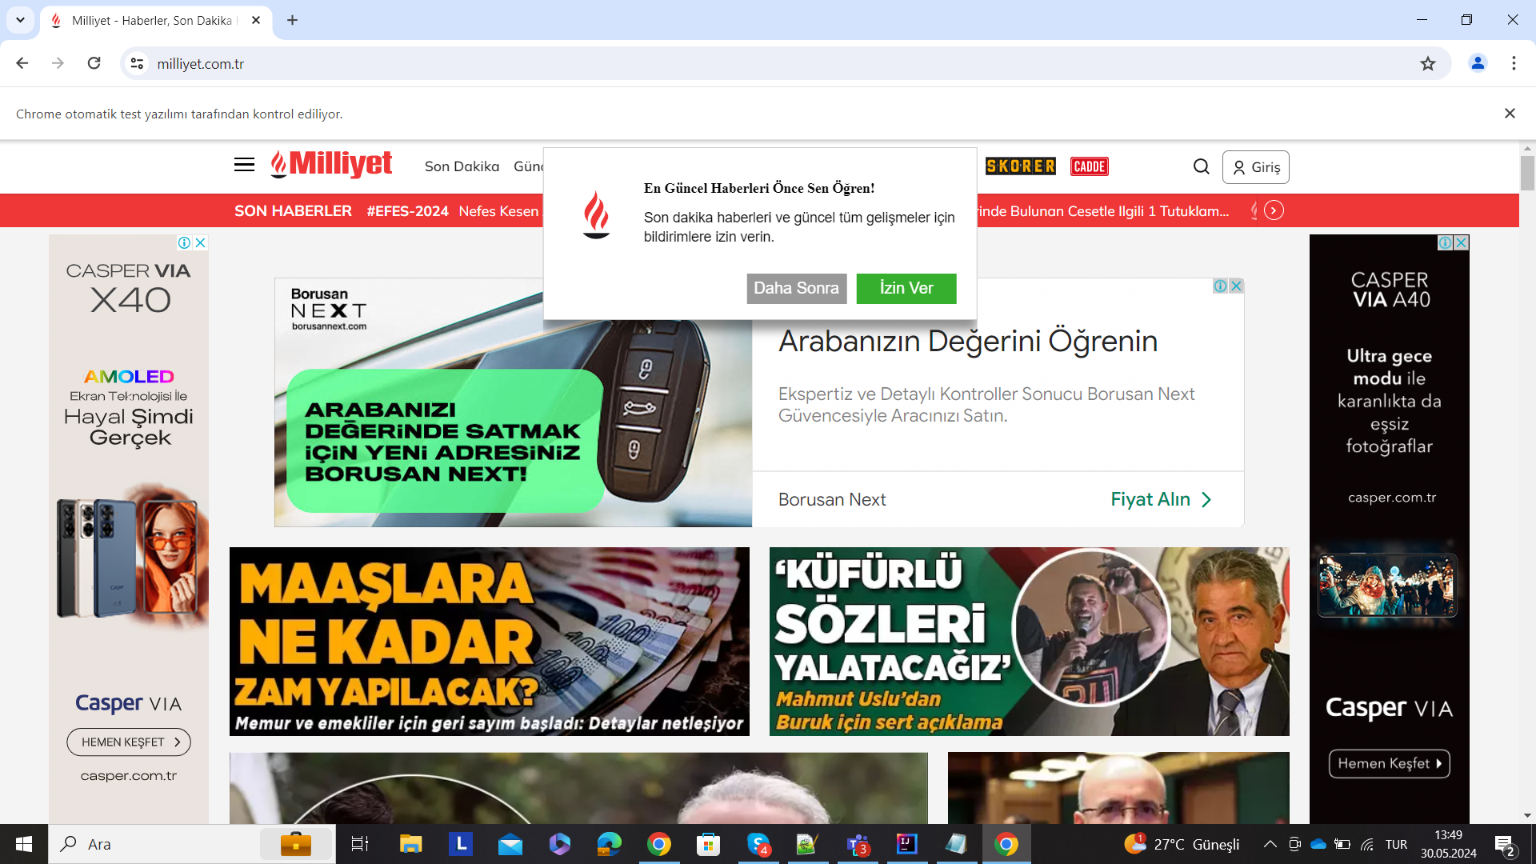 Milliyet - Haberler, Son Dakika
milliyet.com.tr
Chrome otomatik test yazılımı tarafından kontrol ediliyor.
Milliyet
Son Dakika
SKORER
CADDE
Giriş
SON HABERLER
#EFES-2024
Nefes Kesen
inde Bulunan Cesetle Ilgili 1 Tutuklam...
En Güncel Haberleri Önce Sen Öğren!
Son dakika haberleri ve güncel tüm gelişmeler için
bildirimlere izin verin.
Daha Sonra
İzin Ver
CASPER VIA
X40
AMOLED
Ekran Teknolojisi İle
Hayal Şimdi
Gerçek
Casper VIA
HEMEN KEŞFET
casper.com.tr
Borusan
NEXT
borusannext.com
ARABANIZI
DEĞERİNDE SATMAK
İÇİN YENİ ADRESİNİZ
BORUSAN NEXT!
Arabanızın Değerini Öğrenin
Ekspertiz ve Detaylı Kontroller Sonucu Borusan Next
Güvencesiyle Aracınızı Satın.
Borusan Next
Fiyat Alın
CASPER
VIA A40
Ultra gece
modu ile
karanlıkta da
eşsiz
fotoğraflar
casper.com.tr
Casper VIA
Hemen Keşfet
MAAŞLARA
NE KADAR
ZAM YAPILACAK?
Memur ve emekliler için geri sayım başladı: Detaylar netleşiyor
'KÜFÜRLÜ
SÖZLERİ
YALATACAĞIZ'
Mahmut Uslu'dan
Buruk için sert açıklama
Ara
27°C Güneşli
TUR
13:49
30.05.2024